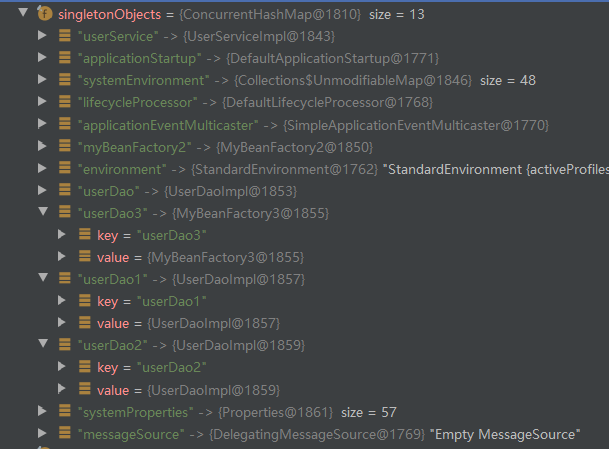 f singletonObjects = {ConcurrentHashMap@1810} size = 13
"userService" -> {UserServiceImpl@1843}
"applicationStartup" -> {DefaultApplicationStartup@1771}
"systemEnvironment" -> {Collections$UnmodifiableMap@1846} size = 48
"lifecycleProcessor" -> {DefaultLifecycleProcessor@1768}
"applicationEventMulticaster" -> {SimpleApplicationEventMulticaster@1770}
"myBeanFactory2" -> {MyBeanFactory2@1850}
"environment" -> {StandardEnvironment@1762} "StandardEnvironment {activeProfiles
"userDao" -> {UserDaoImpl@1853}
"userDao3" -> {MyBeanFactory3@1855}
key = "userDao3"
value = {MyBeanFactory3@1855}
"userDao1" -> {UserDaoImpl@1857}
key = "userDao1"
value = {UserDaoImpl@1857}
"userDao2" -> {UserDaoImpl@1859}
key = "userDao2"
value = {UserDaoImpl@1859}
"systemProperties" -> {Properties@1861} size = 57
"messageSource" -> {DelegatingMessageSource@1769} "Empty MessageSource"